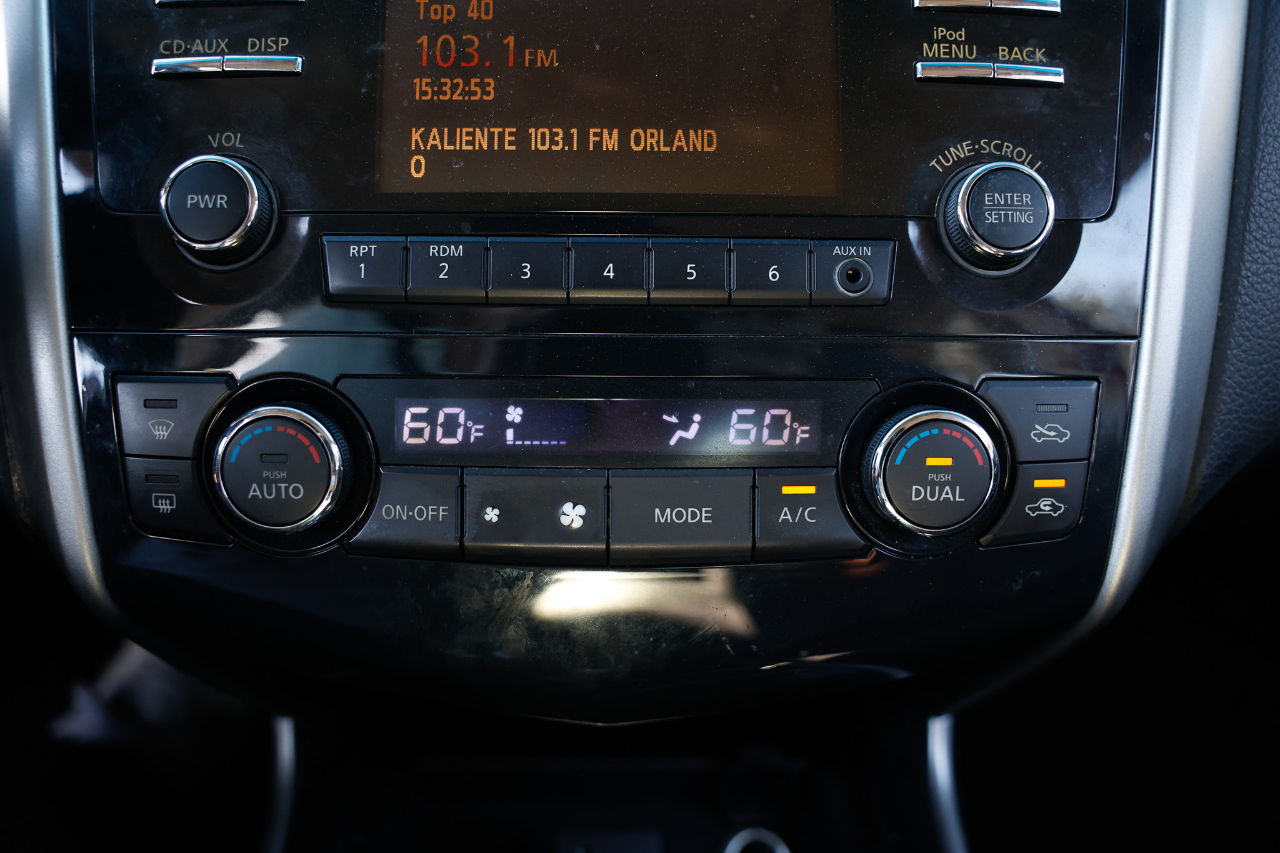 Top 40
CD·AUX DISP
103.1 FM
iPod
MENU BACK
15:32:53
VOL
KALIENTE 103.1 FM ORLAND
O
TUNE·SCROLL
PWR
ENTER
SETTING
RPT
1
RDM
2
3
4
5
6
AUX IN
60°F
60°F
PUSH
AUTO
ON·OFF
MODE
A/C
PUSH
DUAL